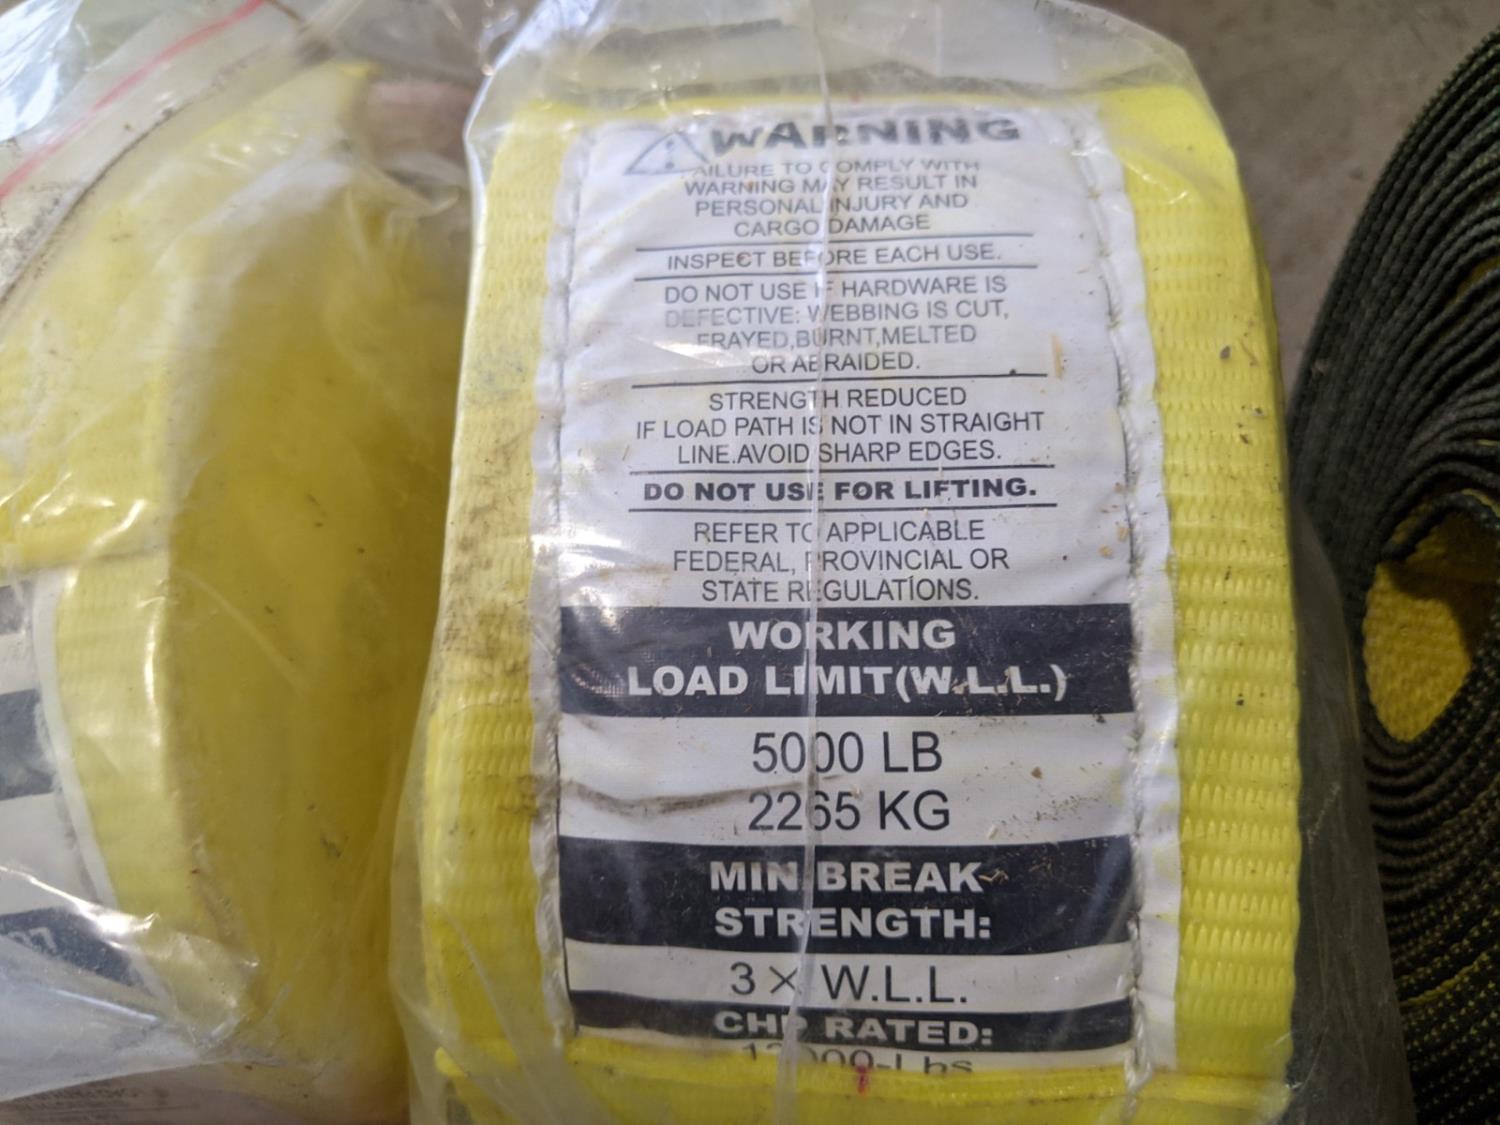 WARNING
FAILURE TO COMPLY WITH
WARNING MAY RESULT IN
PERSONAL INJURY AND
CARGO DAMAGE
INSPECT BEFORE EACH USE.
DO NOT USE IF HARDWARE IS
DEFECTIVE: WEBBING IS CUT,
FRAYED,BURNT,MELTED
OR ABRAIDED.
STRENGTH REDUCED
IF LOAD PATH IS NOT IN STRAIGHT
LINE.AVOID SHARP EDGES.
DO NOT USE FOR LIFTING.
REFER TO APPLICABLE
FEDERAL, PROVINCIAL OR
STATE REGULATIONS.
WORKING
LOAD LIMIT(W.L.L.)
5000 LB
2265 KG
MIN BREAK
STRENGTH:
3 × W.L.L.
CHP RATED: